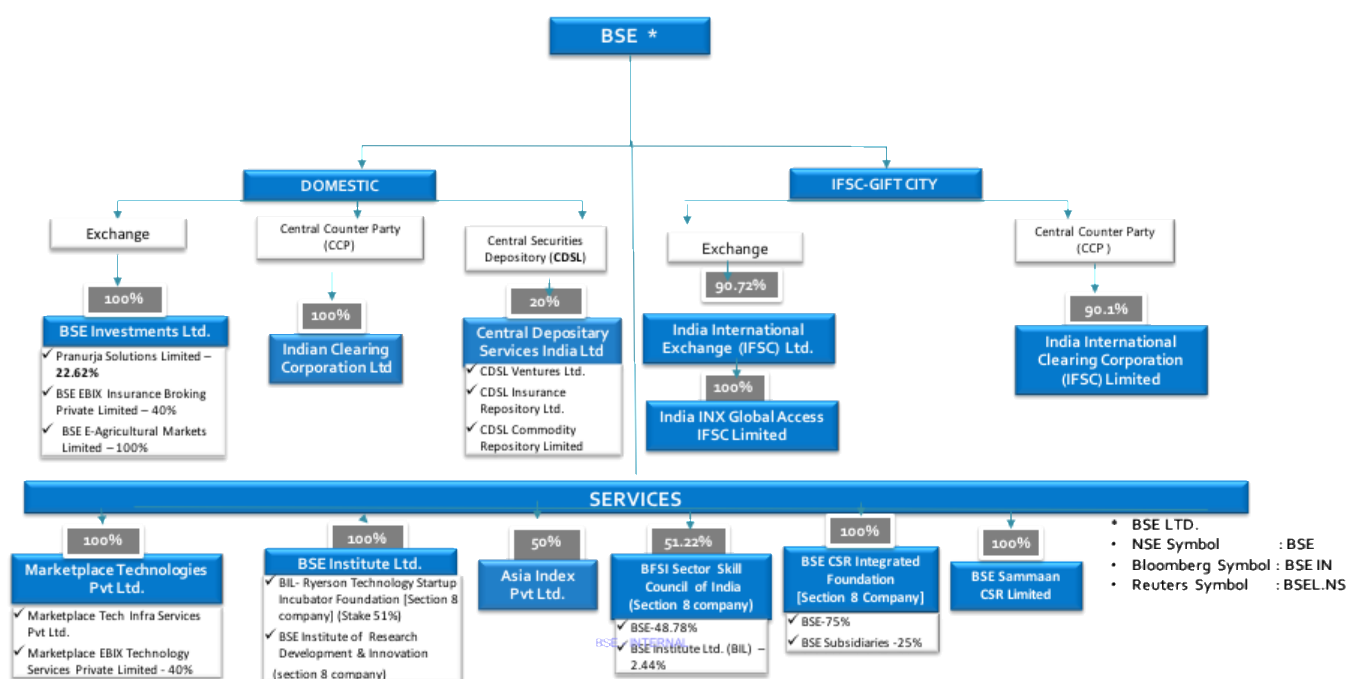 BSE *
DOMESTIC
IFSC-GIFT CITY
Exchange
Central Counter Party
(CCP)
Central Securities
Depository (CDSL)
Exchange
Central Counter Party
(CCP )
100%
BSE Investments Ltd.
✓ Pranurja Solutions Limited –
22.62%
✓ BSE EBIX Insurance Broking
Private Limited – 40%
✓ BSE E-Agricultural Markets
Limited – 100%
100%
Indian Clearing
Corporation Ltd
20%
Central Depositary
Services India Ltd
✓ CDSL Ventures Ltd.
✓ CDSL Insurance
Repository Ltd.
✓ CDSL Commodity
Repository Limited
90.72%
India International
Exchange (IFSC) Ltd.
100%
India INX Global Access
IFSC Limited
90.1%
India International
Clearing Corporation
(IFSC) Limited
SERVICES
100%
Marketplace Technologies
Pvt Ltd.
✓ Marketplace Tech Infra Services
Pvt Ltd.
✓ Marketplace EBIX Technology
Services Private Limited - 40%
100%
BSE Institute Ltd.
✓ BIL- Ryerson Technology Startup
Incubator Foundation [Section 8
company] (Stake 51%)
✓ BSE Institute of Research
Development & Innovation
(section 8 company)
50%
Asia Index
Pvt Ltd.
51.22%
BFSI Sector Skill
Council of India
(Section 8 company)
✓ BSE-48.78%
✓ BSE Institute Ltd. (BIL) –
2.44%
100%
BSE CSR Integrated
Foundation
[Section 8 Company]
✓ BSE-75%
✓ BSE Subsidiaries -25%
100%
BSE Sammaan
CSR Limited
* BSE LTD.
• NSE Symbol : BSE
• Bloomberg Symbol : BSE IN
• Reuters Symbol : BSEL.NS
BSE_INTERNAL